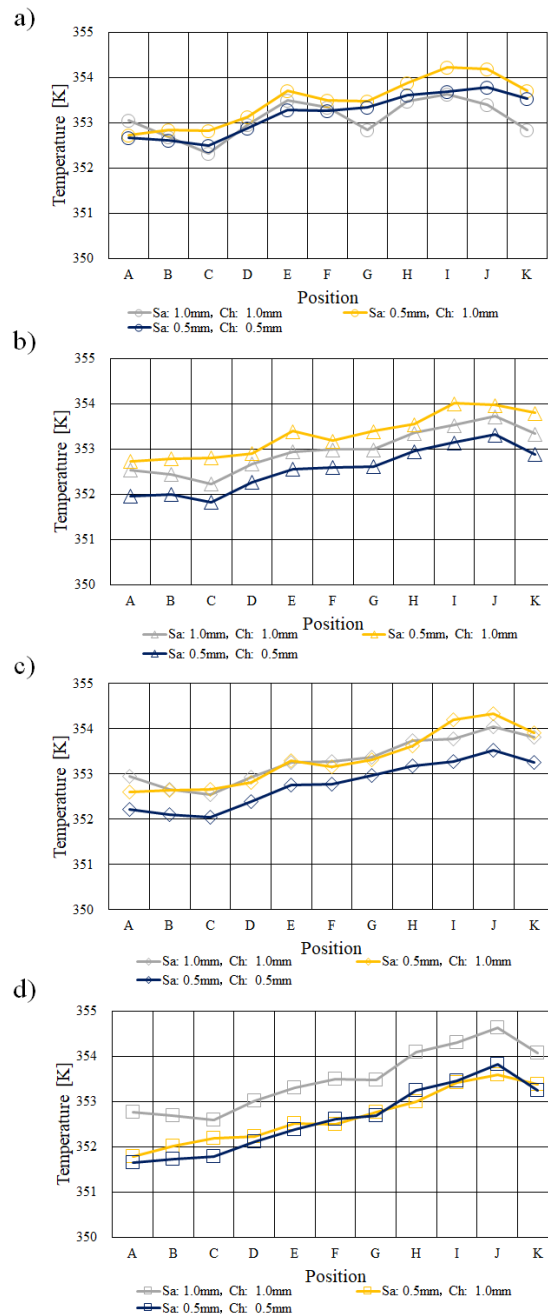 a)
355
354
353
352
351
350
Temperature [K]
A B C D E F G H I J K
Position
Sa: 1.0mm, Ch: 1.0mm Sa: 0.5mm, Ch: 1.0mm
Sa: 0.5mm, Ch: 0.5mm
b)
355
354
353
352
351
350
Temperature [K]
A B C D E F G H I J K
Position
Sa: 1.0mm, Ch: 1.0mm Sa: 0.5mm, Ch: 1.0mm
Sa: 0.5mm, Ch: 0.5mm
c)
355
354
353
352
351
350
Temperature [K]
A B C D E F G H I J K
Position
Sa: 1.0mm, Ch: 1.0mm Sa: 0.5mm, Ch: 1.0mm
Sa: 0.5mm, Ch: 0.5mm
d)
355
354
353
352
351
350
Temperature [K]
A B C D E F G H I J K
Position
Sa: 1.0mm, Ch: 1.0mm Sa: 0.5mm, Ch: 1.0mm
Sa: 0.5mm, Ch: 0.5mm